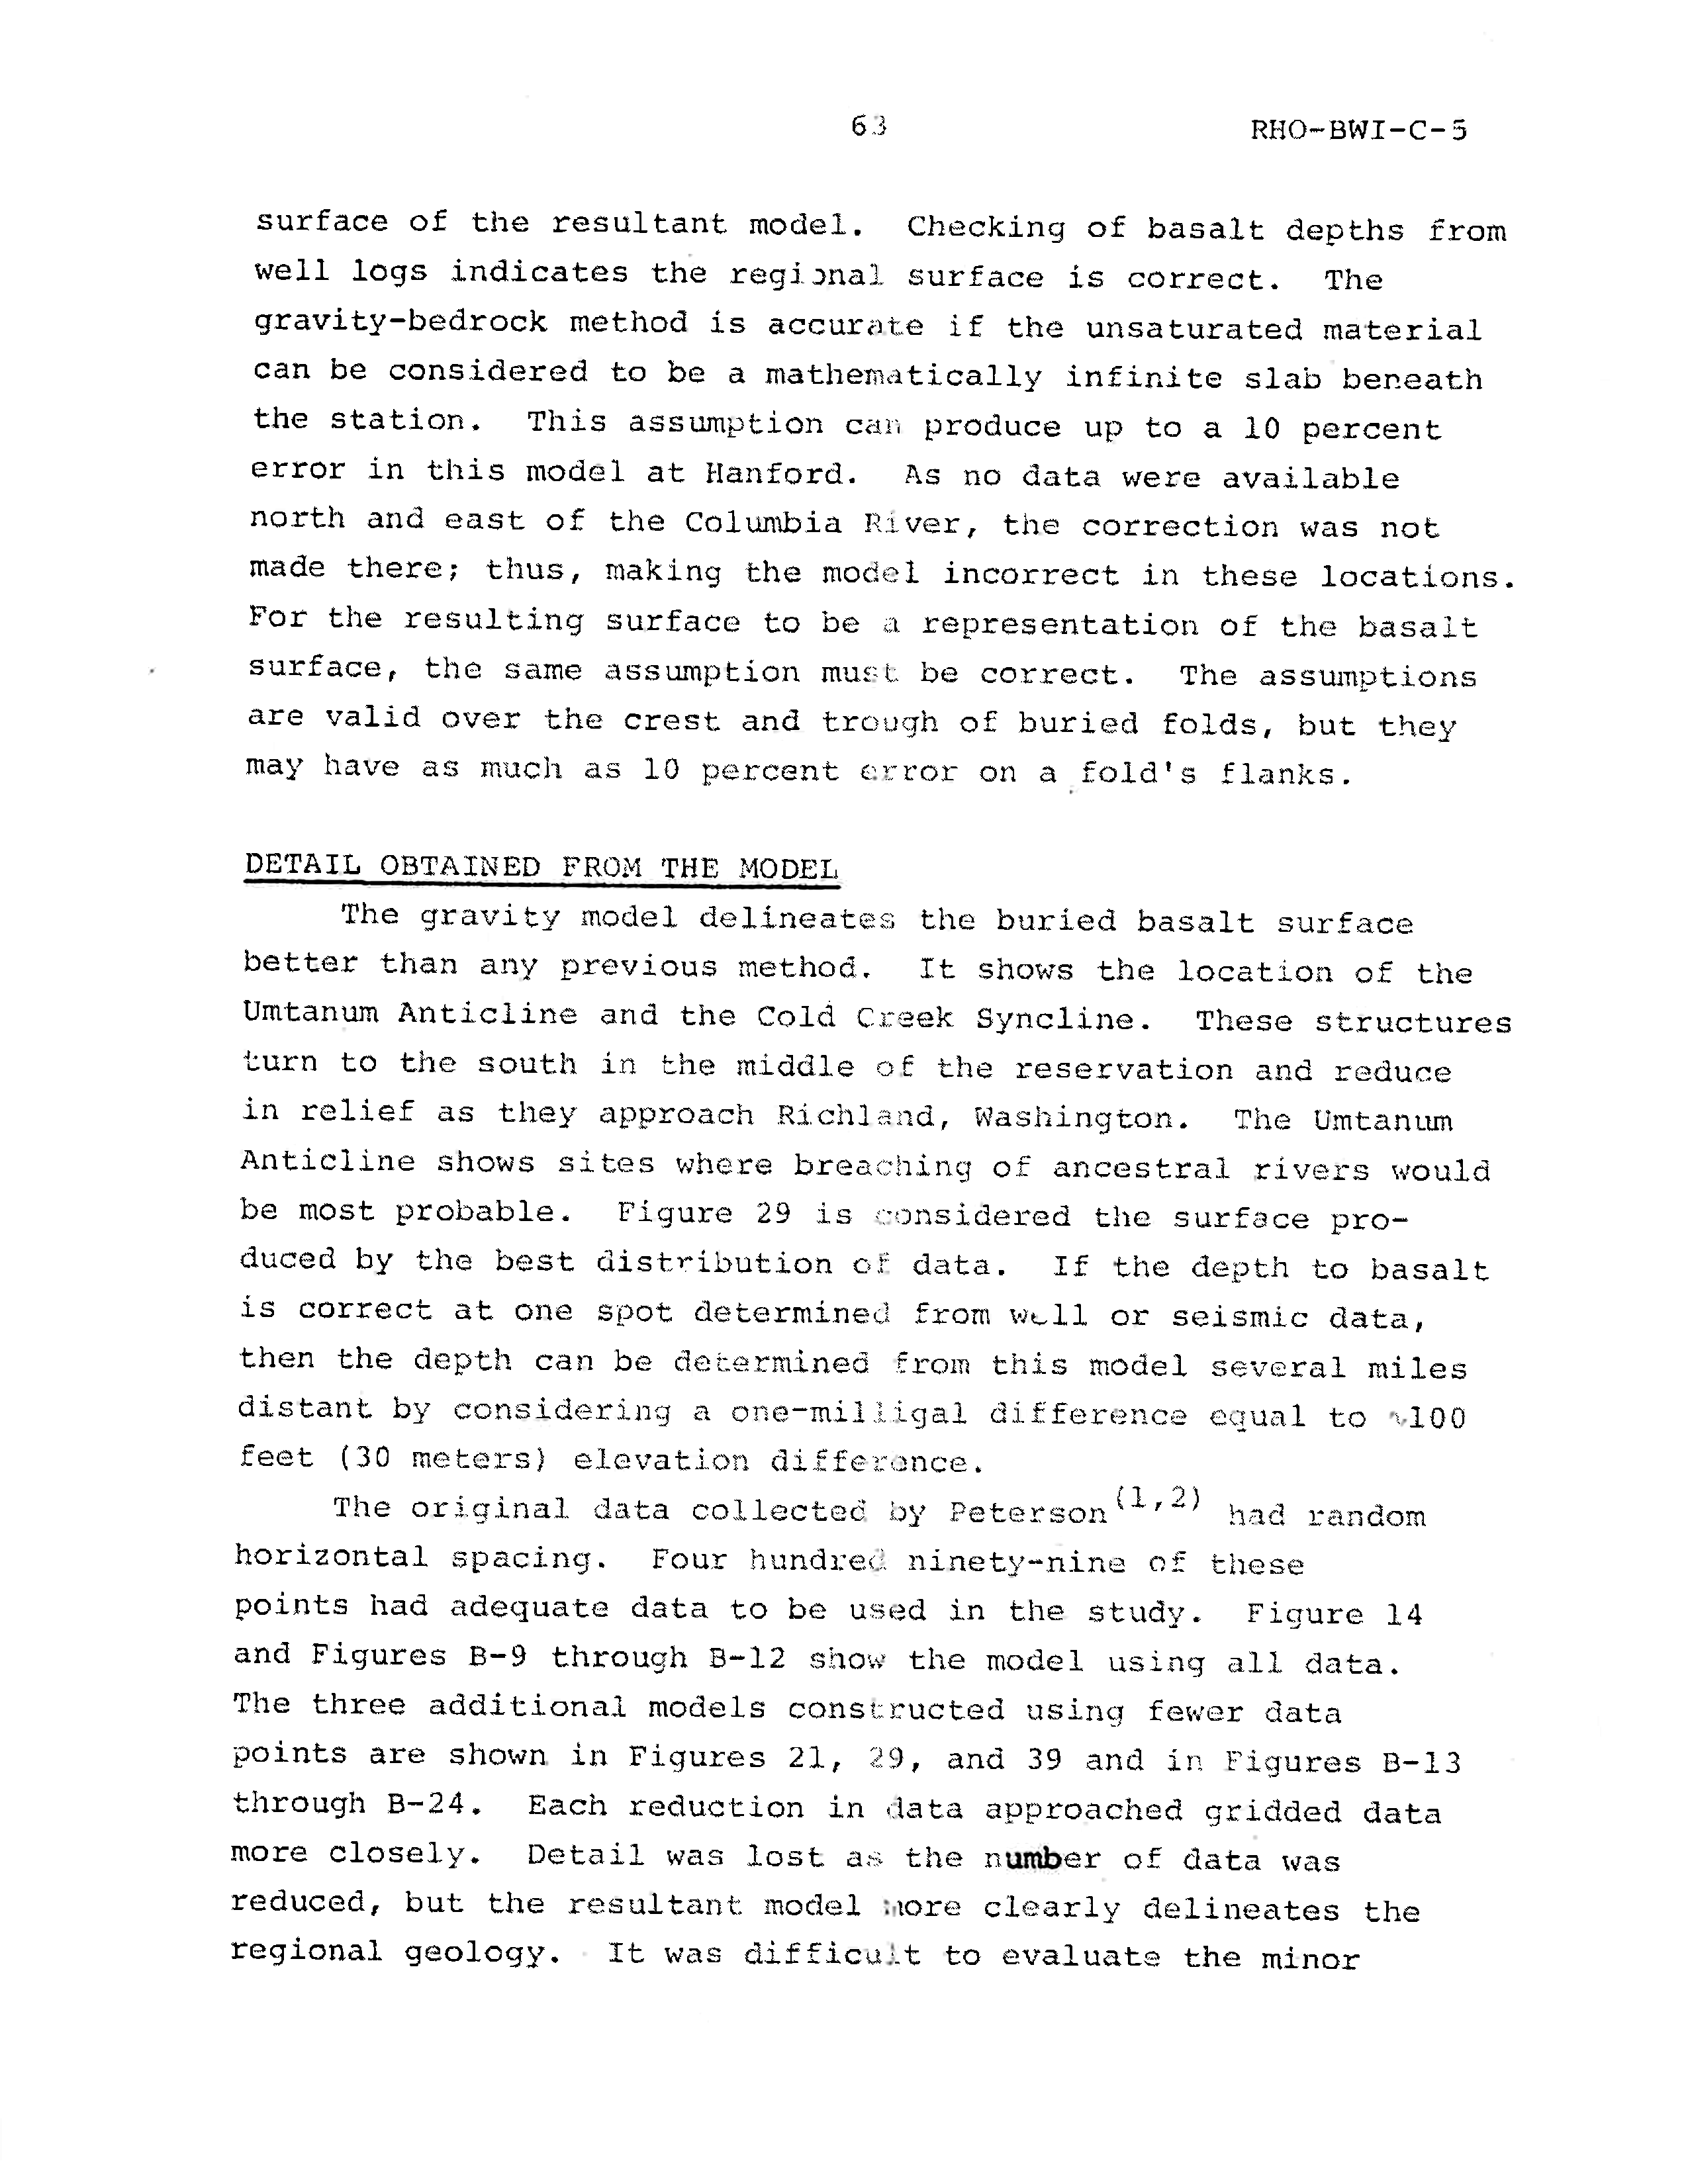 63
RHO-BWI-C-5
surface of the resultant model.  Checking of basalt depths from
well logs indicates the regional surface is correct.  The
gravity-bedrock method is accurate if the unsaturated material
can be considered to be a mathematically infinite slab beneath
the station.  This assumption can produce up to a 10 percent
error in this model at Hanford.  As no data were available
north and east of the Columbia River, the correction was not
made there; thus, making the model incorrect in these locations.
For the resulting surface to be a representation of the basalt
surface, the same assumption must be correct.  The assumptions
are valid over the crest and trough of buried folds, but they
may have as much as 10 percent error on a fold's flanks.
DETAIL OBTAINED FROM THE MODEL
The gravity model delineates the buried basalt surface
better than any previous method.  It shows the location of the
Umtanum Anticline and the Cold Creek Syncline.  These structures
turn to the south in the middle of the reservation and reduce
in relief as they approach Richland, Washington.  The Umtanum
Anticline shows sites where breaching of ancestral rivers would
be most probable.  Figure 29 is considered the surface pro-
duced by the best distribution of data.  If the depth to basalt
is correct at one spot determined from well or seismic data,
then the depth can be determined from this model several miles
distant by considering a one-milligal difference equal to ~100
feet (30 meters) elevation difference.
The original data collected by Peterson(1,2) had random
horizontal spacing.  Four hundred ninety-nine of these
points had adequate data to be used in the study.  Figure 14
and Figures B-9 through B-12 show the model using all data.
The three additional models constructed using fewer data
points are shown in Figures 21, 29, and 39 and in Figures B-13
through B-24.  Each reduction in data approached gridded data
more closely.  Detail was lost as the number of data was
reduced, but the resultant model more clearly delineates the
regional geology.  It was difficult to evaluate the minor